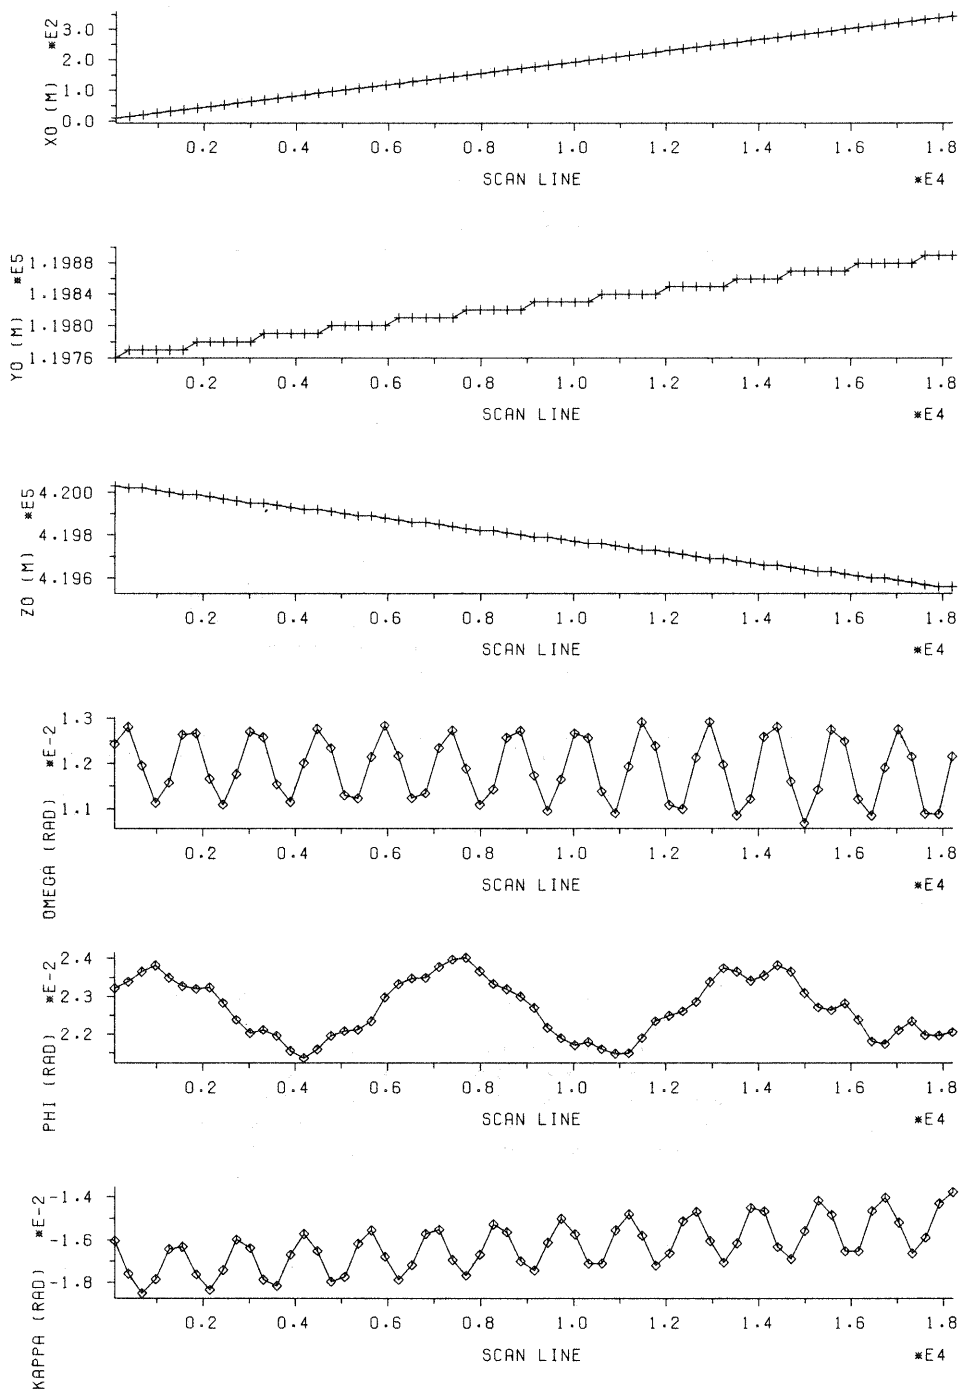 X0 (M) *E2
3.0
2.0
1.0
0.0
0.2 0.4 0.6 0.8 1.0 1.2 1.4 1.6 1.8
SCAN LINE *E4
Y0 (M) *E5
1.1988
1.1984
1.1980
1.1976
0.2 0.4 0.6 0.8 1.0 1.2 1.4 1.6 1.8
SCAN LINE *E4
Z0 (M) *E5
4.200
4.198
4.196
0.2 0.4 0.6 0.8 1.0 1.2 1.4 1.6 1.8
SCAN LINE *E4
OMEGA (RAD) *E-2
1.3
1.2
1.1
0.2 0.4 0.6 0.8 1.0 1.2 1.4 1.6 1.8
SCAN LINE *E4
PHI (RAD) *E-2
2.4
2.3
2.2
0.2 0.4 0.6 0.8 1.0 1.2 1.4 1.6 1.8
SCAN LINE *E4
KAPPA (RAD) *E-2
-1.4
-1.6
-1.8
0.2 0.4 0.6 0.8 1.0 1.2 1.4 1.6 1.8
SCAN LINE *E4